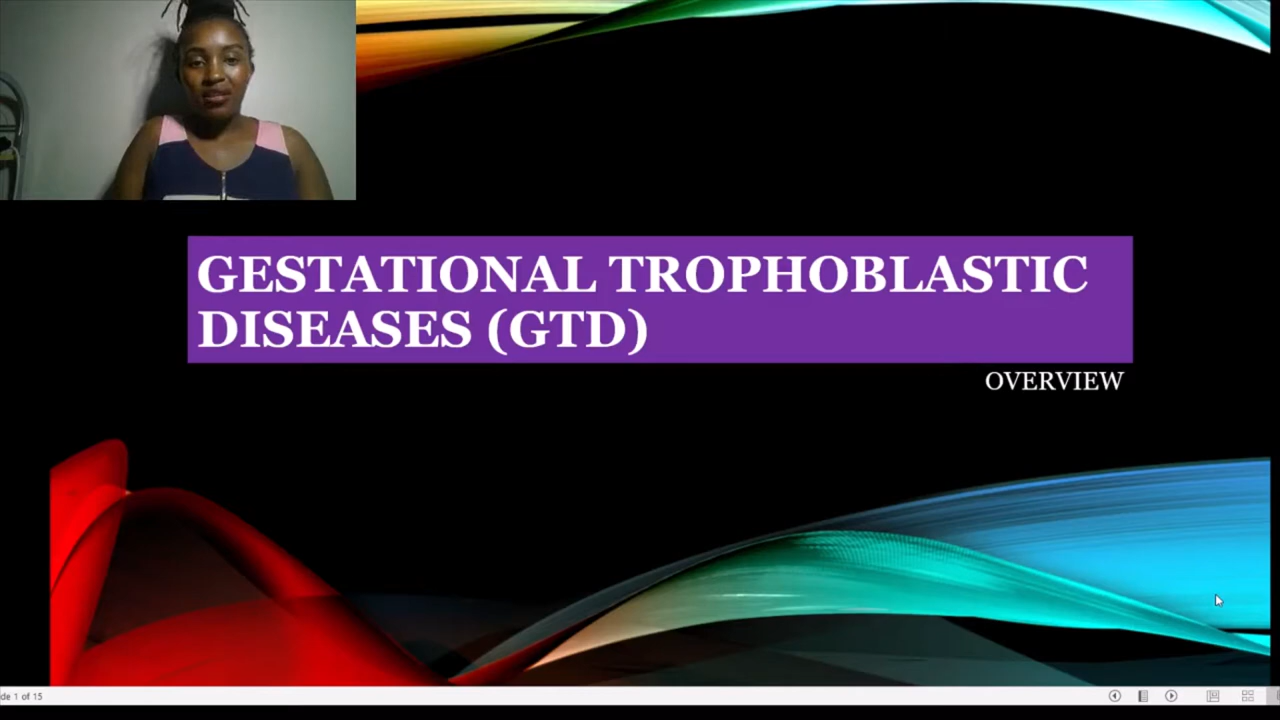 GESTATIONAL TROPHOBLASTIC
DISEASES (GTD)
OVERVIEW
de 1 of 15